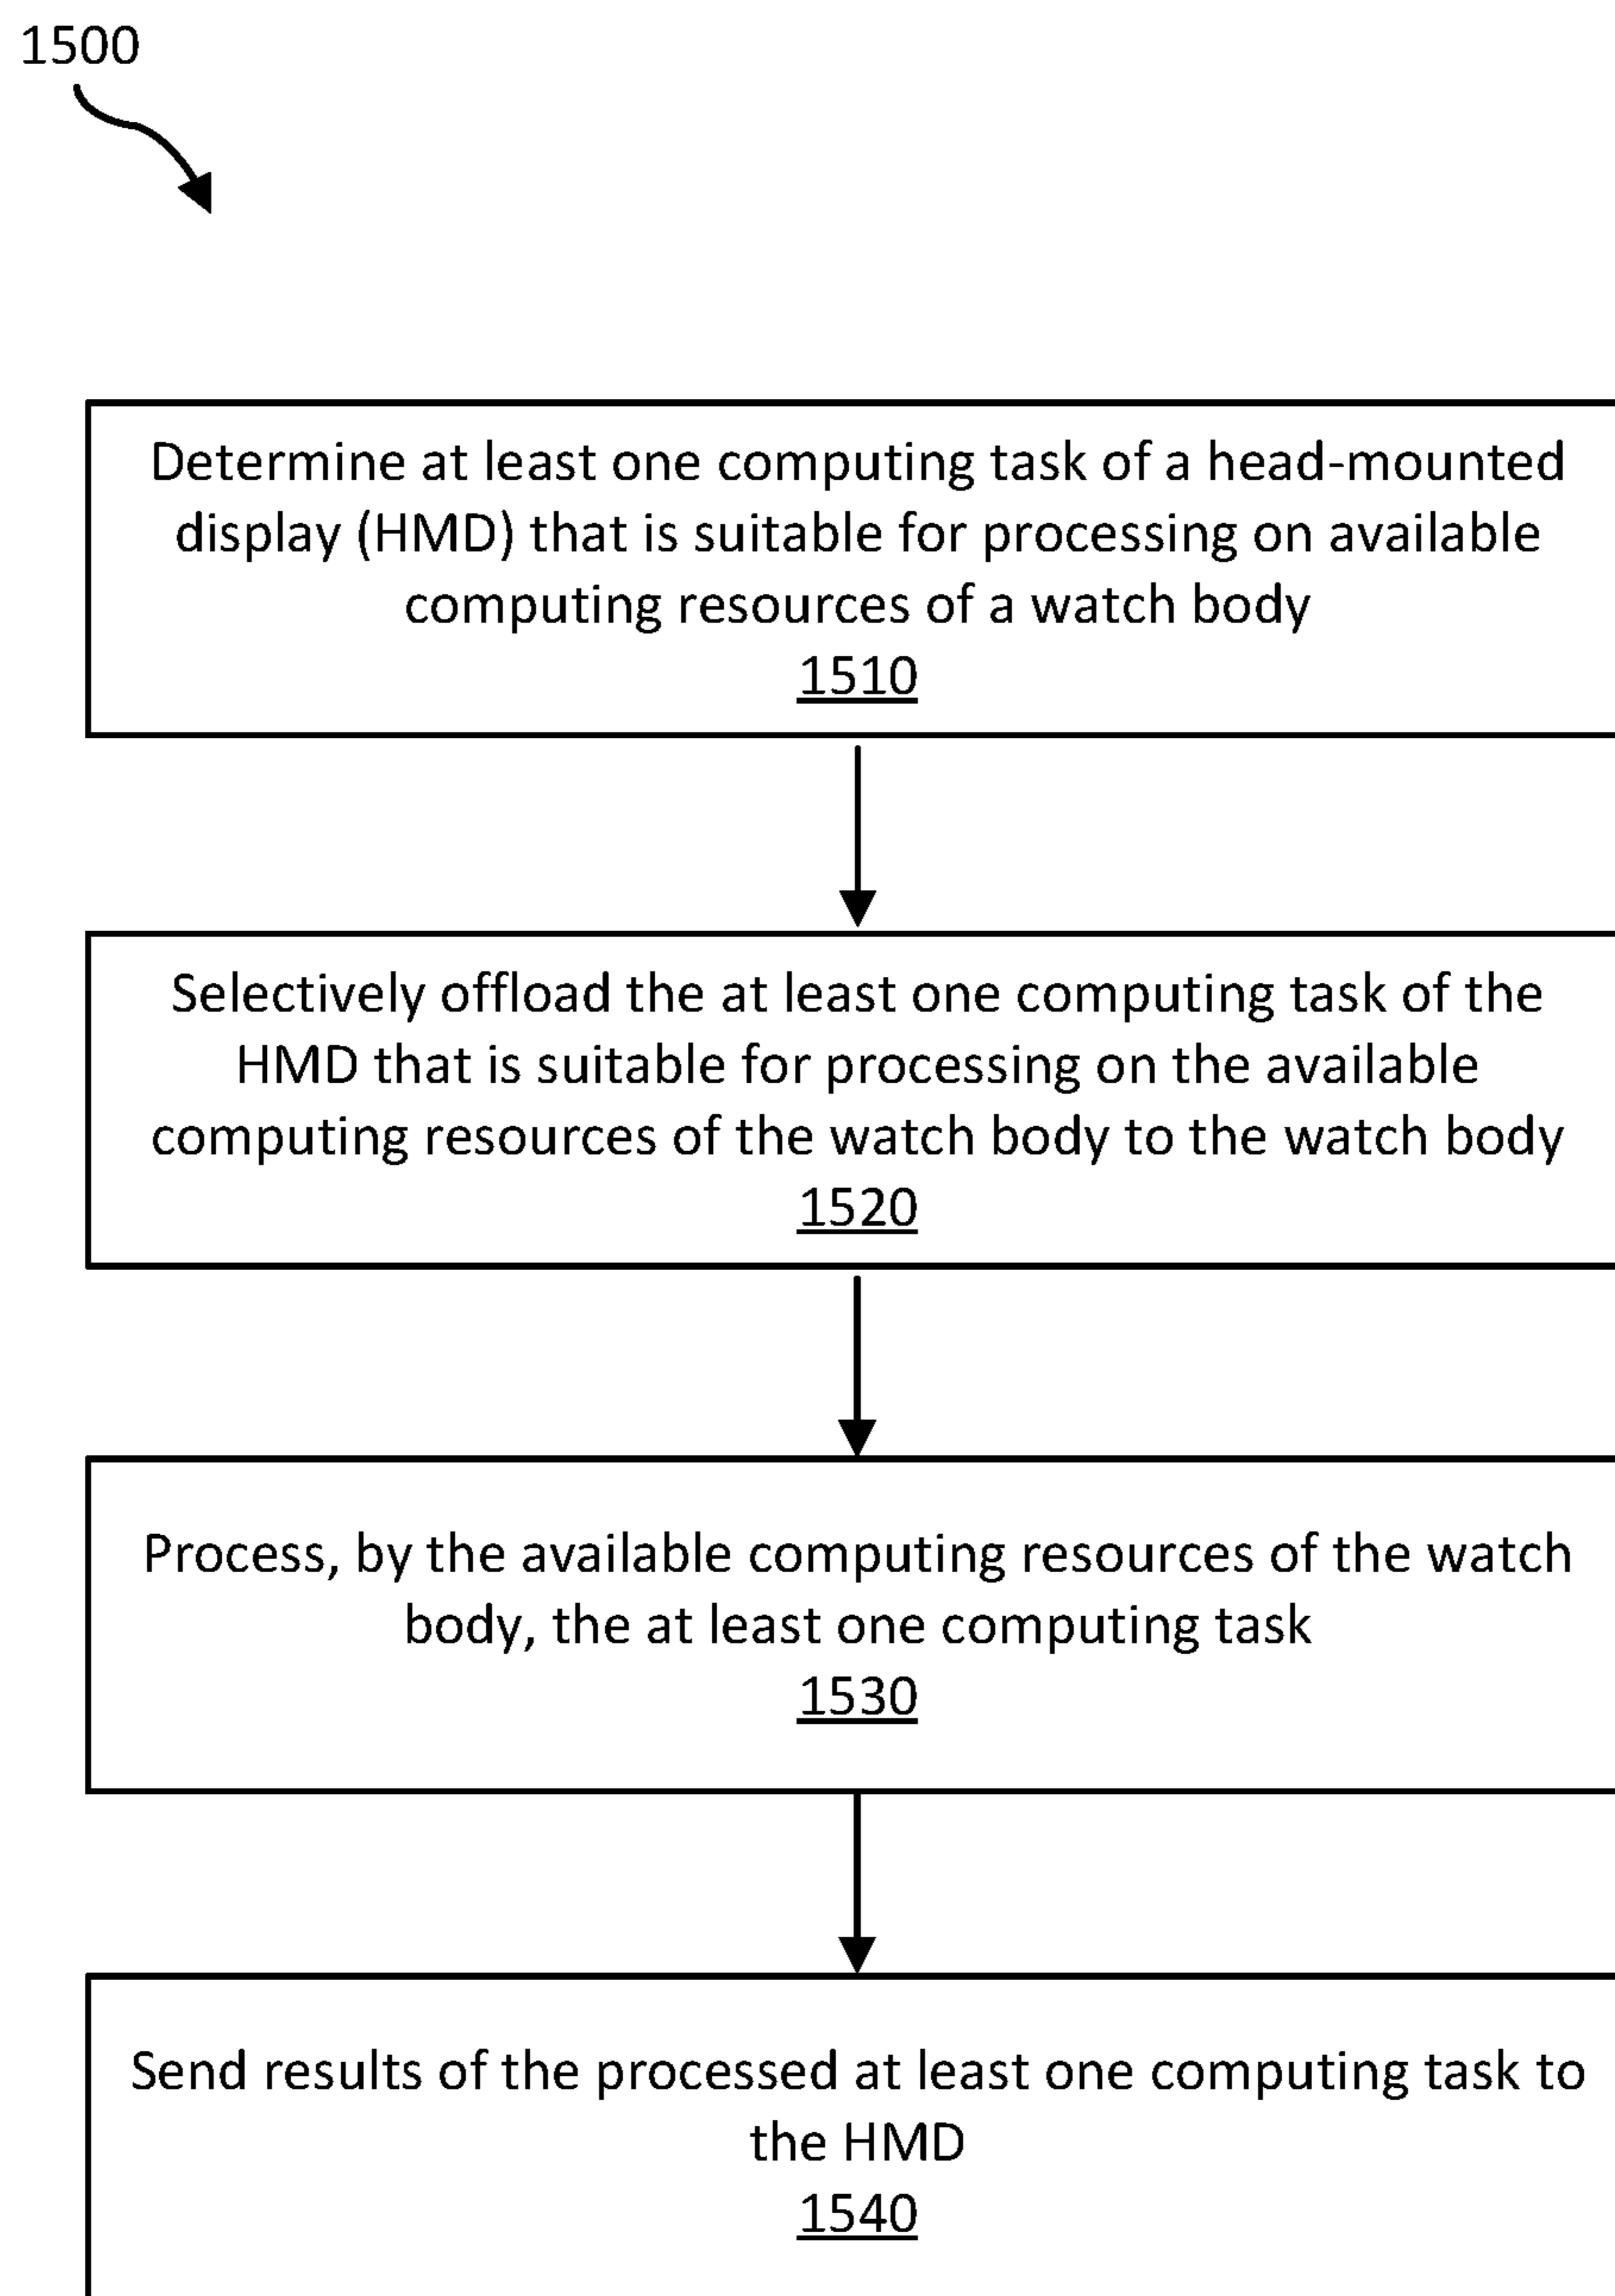 1500
Determine at least one computing task of a head-mounted
display (HMD) that is suitable for processing on available
computing resources of a watch body
1510
Selectively offload the at least one computing task of the
HMD that is suitable for processing on the available
computing resources of the watch body to the watch body
1520
Process, by the available computing resources of the watch
body, the at least one computing task
1530
Send results of the processed at least one computing task to
the HMD
1540